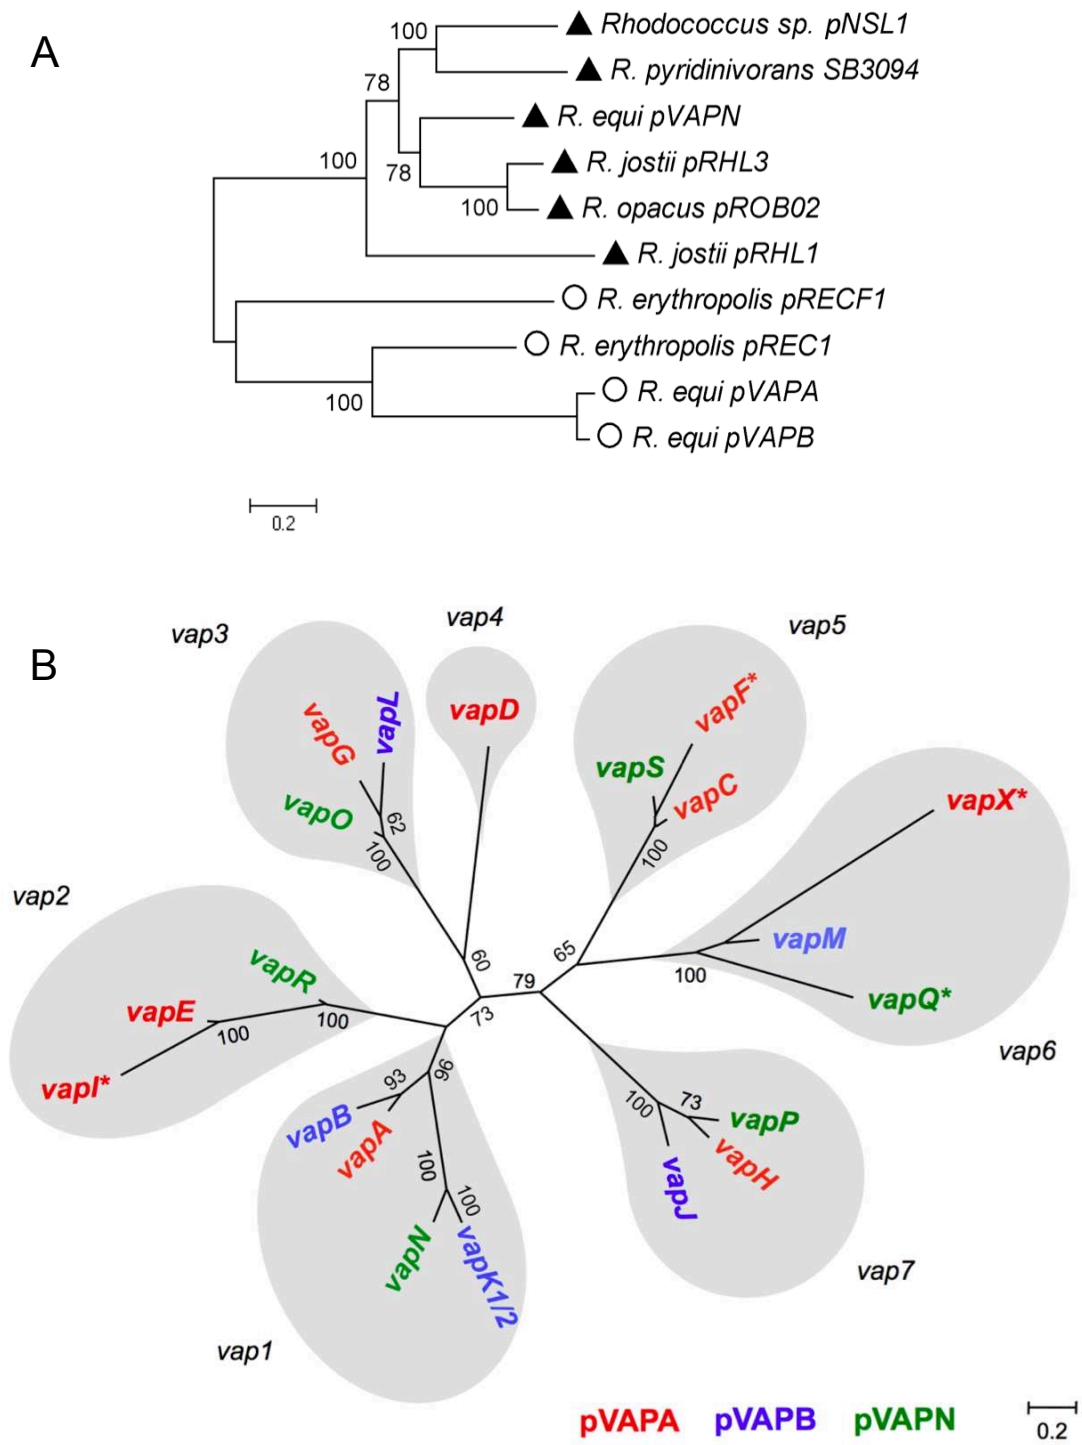 A
100
Rhodococcus sp. pNSL1
R. pyridinivorans SB3094
78
R. equi pVAPN
100
78
R. jostii pRHL3
100
R. opacus pROB02
R. jostii pRHL1
R. erythropolis pRECF1
R. erythropolis pREC1
100
R. equi pVAPA
R. equi pVAPB
0.2
B
vap3
vap4
vap5
vapG
vapL
vapO
62
100
vapD
vapF*
vapS
vapC
100
vap2
vapR
vapE
100
100
vapI*
60
73
79
65
vapX*
vapM
100
vapQ*
vap6
96
93
vapB
vapA
100
100
vapN
vapK1/2
vap1
100
73
vapP
vapH
vapJ
vap7
pVAPA pVAPB pVAPN
0.2